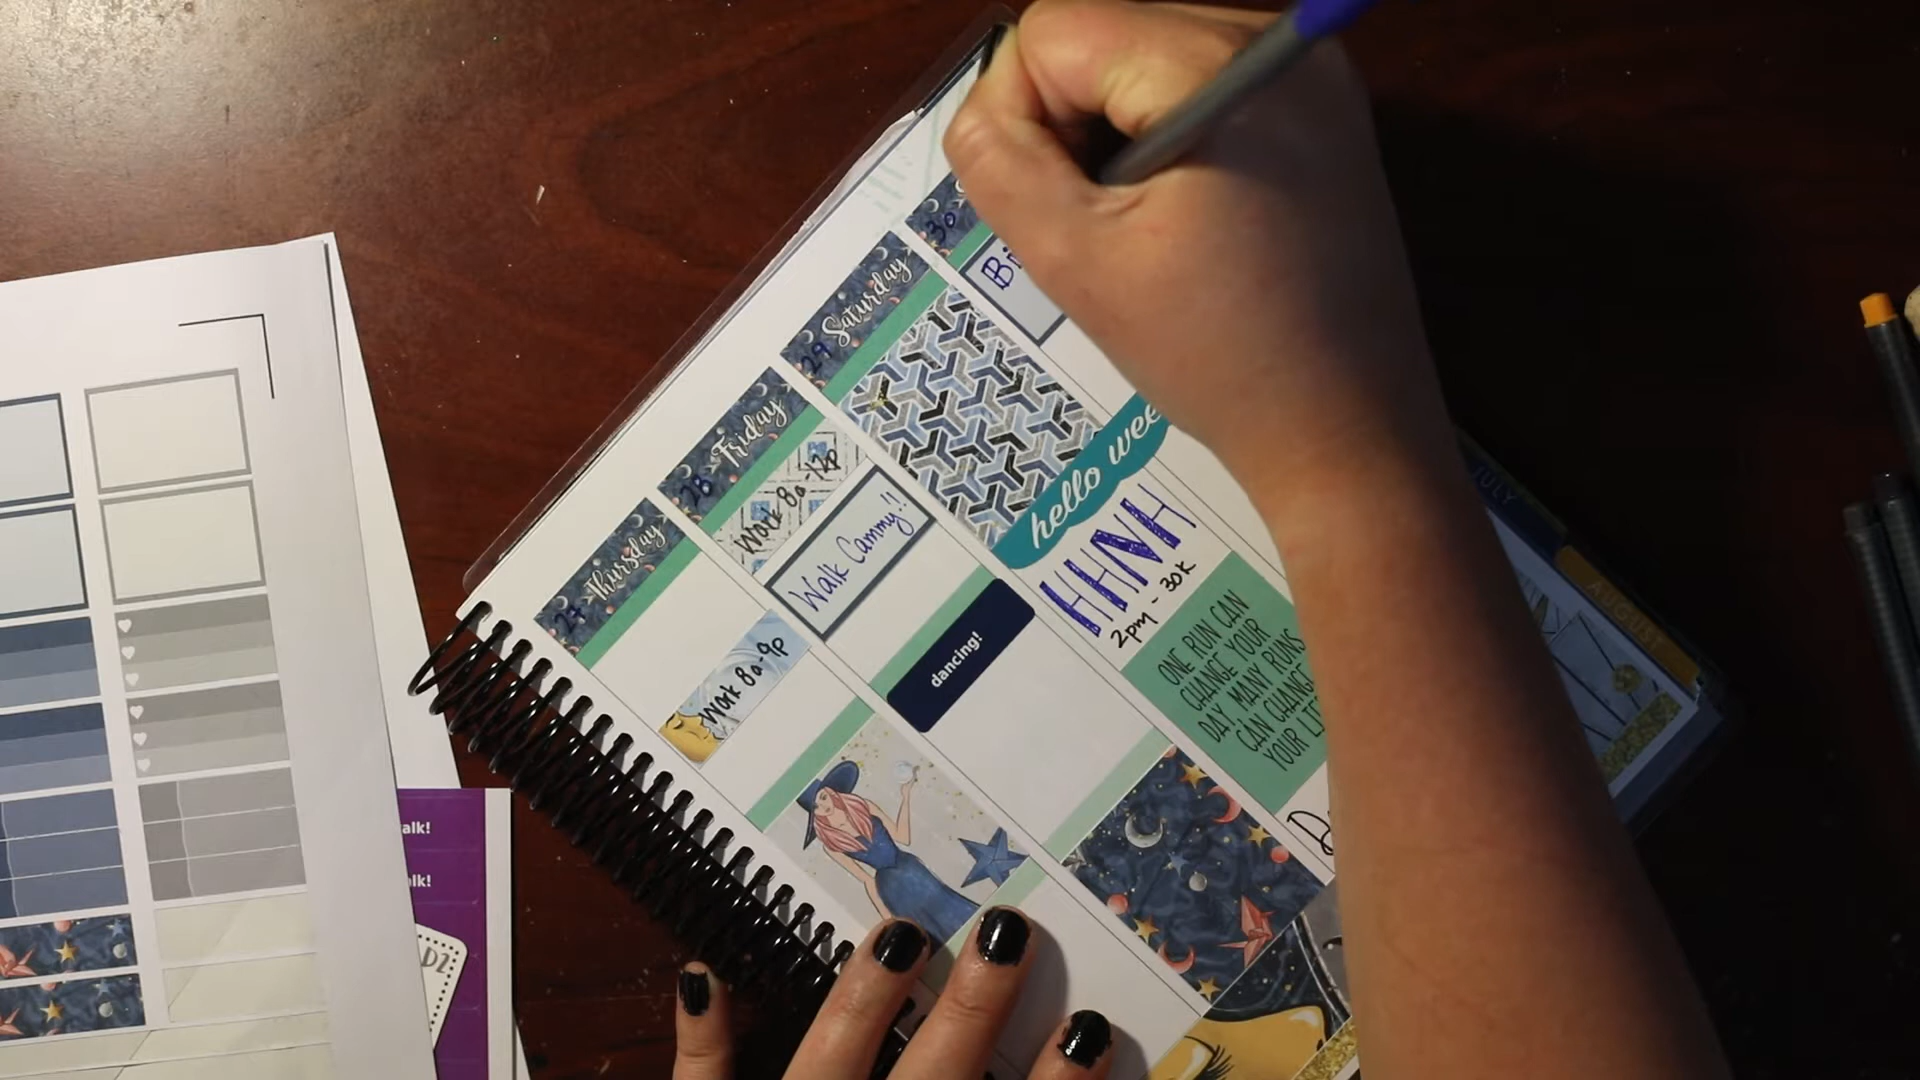 27 Thursday
Work 8a-9p
28 Friday
Work 8a-12p
Walk Cammy!!
dancing!
29 Saturday
hello wee
HHNH
2pm - 30K
ONE RUN CAN
CHANGE YOUR
DAY, MANY RUNS
CAN CHANGE
YOUR LI
30
JULY
AUGUST
alk!
alk!